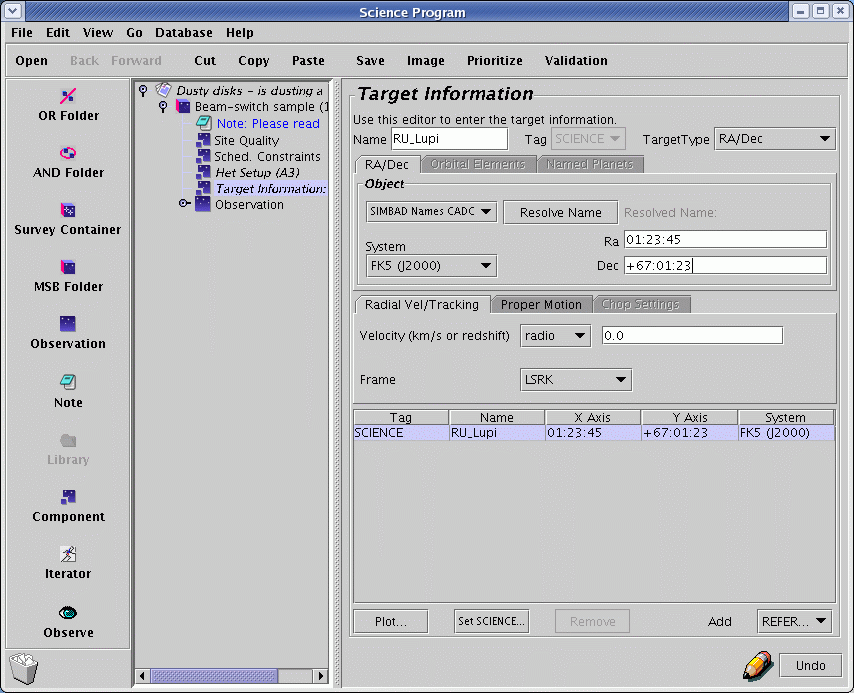 Science Program
File Edit View Go Database Help
Open Back Forward Cut Copy Paste Save Image Prioritize Validation
OR Folder
AND Folder
Survey Container
MSB Folder
Observation
Note
Library
Component
Iterator
Observe
Dusty disks - is dusting a
Beam-switch sample (1
Note: Please read
Site Quality
Sched. Constraints
Het Setup (A3)
Target Information:
Observation
Target Information
Use this editor to enter the target information.
Name RU_Lupi Tag SCIENCE TargetType RA/Dec
RA/Dec Orbital Elements Named Planets
Object
SIMBAD Names CADC Resolve Name Resolved Name:
Ra 01:23:45
System
FK5 (J2000) Dec +67:01:23
Radial Vel/Tracking Proper Motion Chop Settings
Velocity (km/s or redshift) radio 0.0
Frame LSRK
Tag Name X Axis Y Axis System
SCIENCE RU_Lupi 01:23:45 +67:01:23 FK5 (J2000)
Plot... Set SCIENCE... Remove Add REFER...
Undo